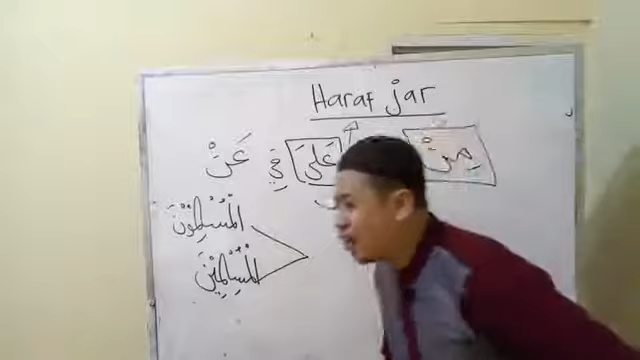 Haraf jar
مِنْ عَلَىَ فِي عَنْ
المُسْلِمُوْنَ
المُسْلِمِيْنَ